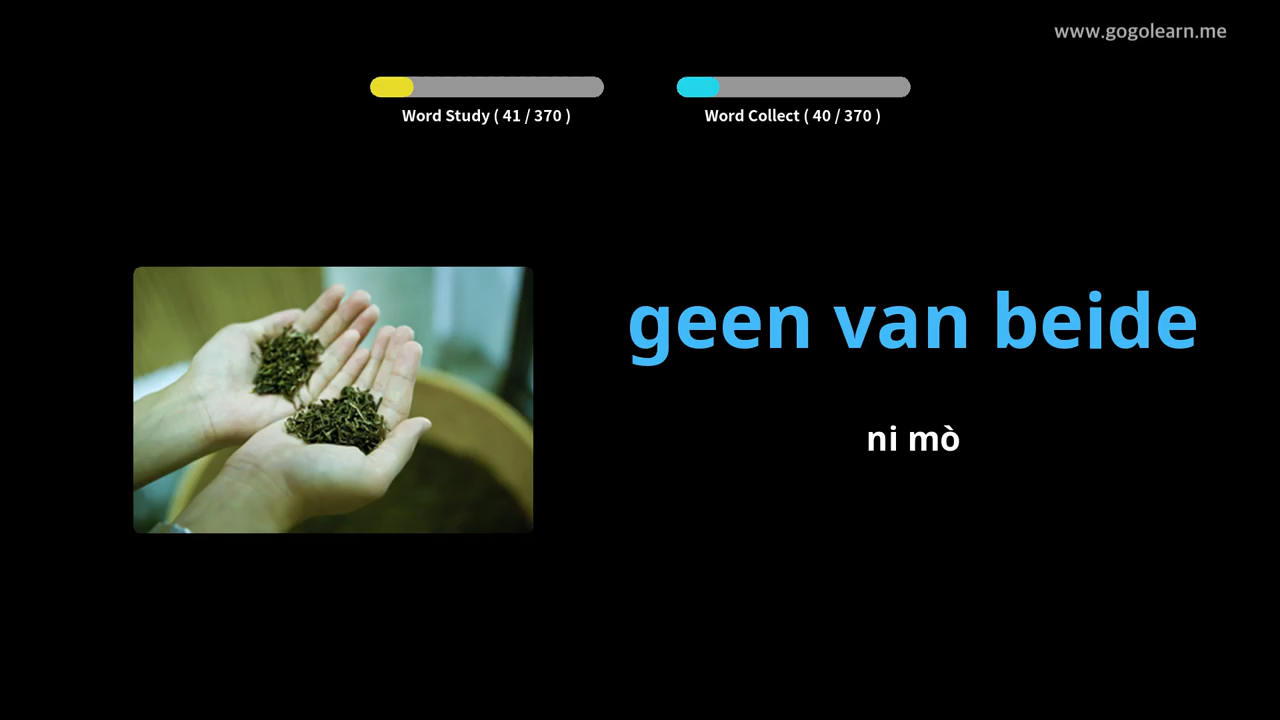 www.gogolearn.me
Word Study ( 41 / 370 )
Word Collect ( 40 / 370 )
geen van beide
ni mò